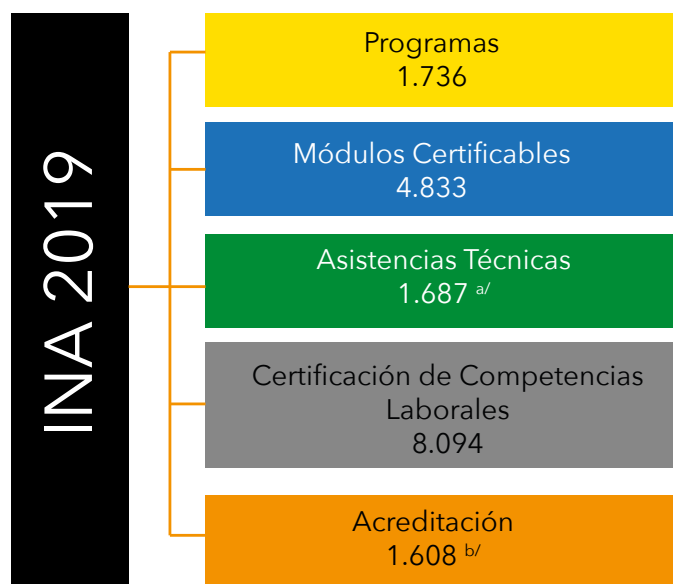 INA 2019
Programas
1.736
Módulos Certificables
4.833
Asistencias Técnicas
1.687 a/
Certificación de Competencias
Laborales
8.094
Acreditación
1.608 b/